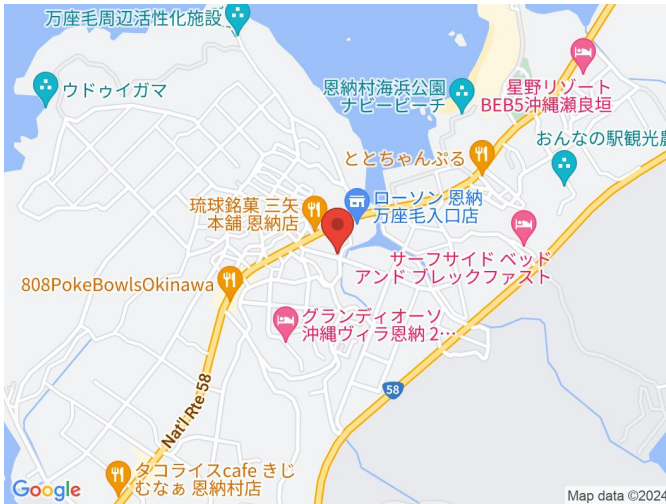 万座毛周辺活性化施設
ウドゥイガマ
恩納村海浜公園
ナビービーチ
星野リゾート
BEB5沖縄瀬良垣
ととちゃんぷる
おんなの駅観光農
琉球銘菓 三矢
本舗 恩納店
ローソン 恩納
万座毛入口店
サーフサイド ベッド
アンド ブレックファスト
808PokeBowlsOkinawa
グランディオーソ
沖縄ヴィラ恩納 2…
58
Nat'l Rte 58
タコライスcafe きじ
むなぁ 恩納村店
Google
Map data ©2024